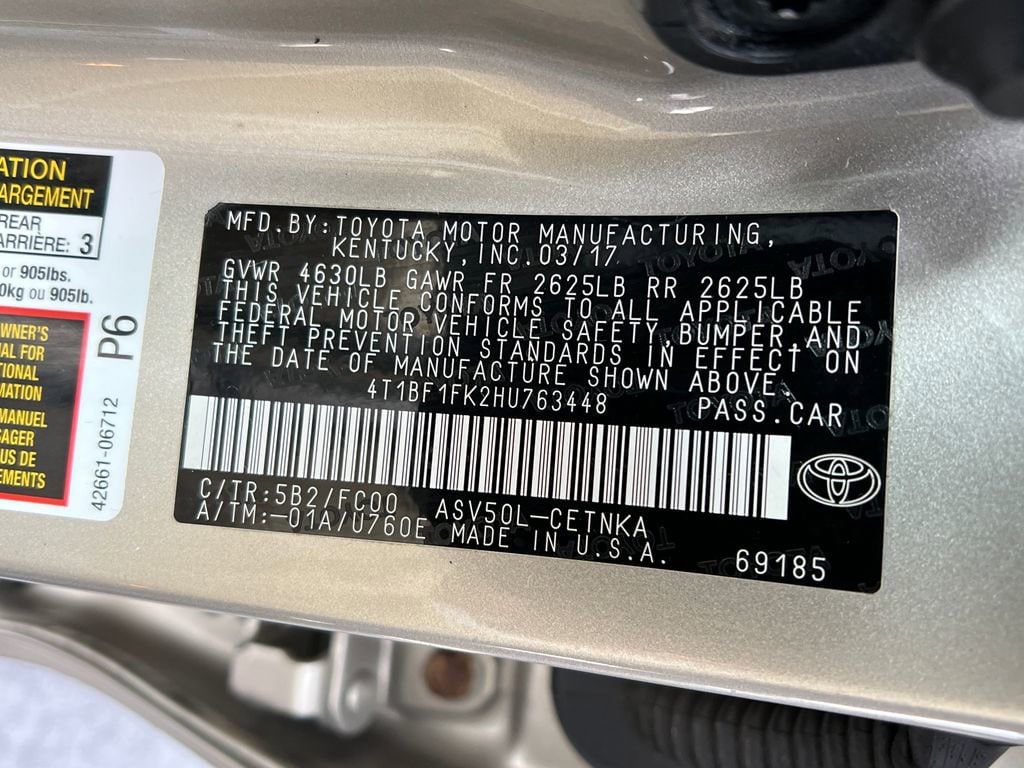 ATION
ARGEMENT
REAR
ARRIÈRE: 3
or 905lbs.
0kg ou 905lb.
OWNER'S
AL FOR
TIONAL
MATION
MANUEL
SAGER
US DE
EMENTS
P6
42661-06712
MFD.BY:TOYOTA MOTOR MANUFACTURING,
KENTUCKY, INC.03/17
GVWR 4630LB GAWR FR 2625LB RR 2625LB
THIS VEHICLE CONFORMS TO ALL APPLICABLE
FEDERAL MOTOR VEHICLE SAFETY,BUMPER,AND
THEFT PREVENTION STANDARDS IN EFFECT ON
THE DATE OF MANUFACTURE SHOWN ABOVE.
4T1BF1FK2HU763448 PASS.CAR
C/TR:5B2/FC00 ASV50L-CETNKA
A/TM:-01A/U760E MADE IN U.S.A. 69185